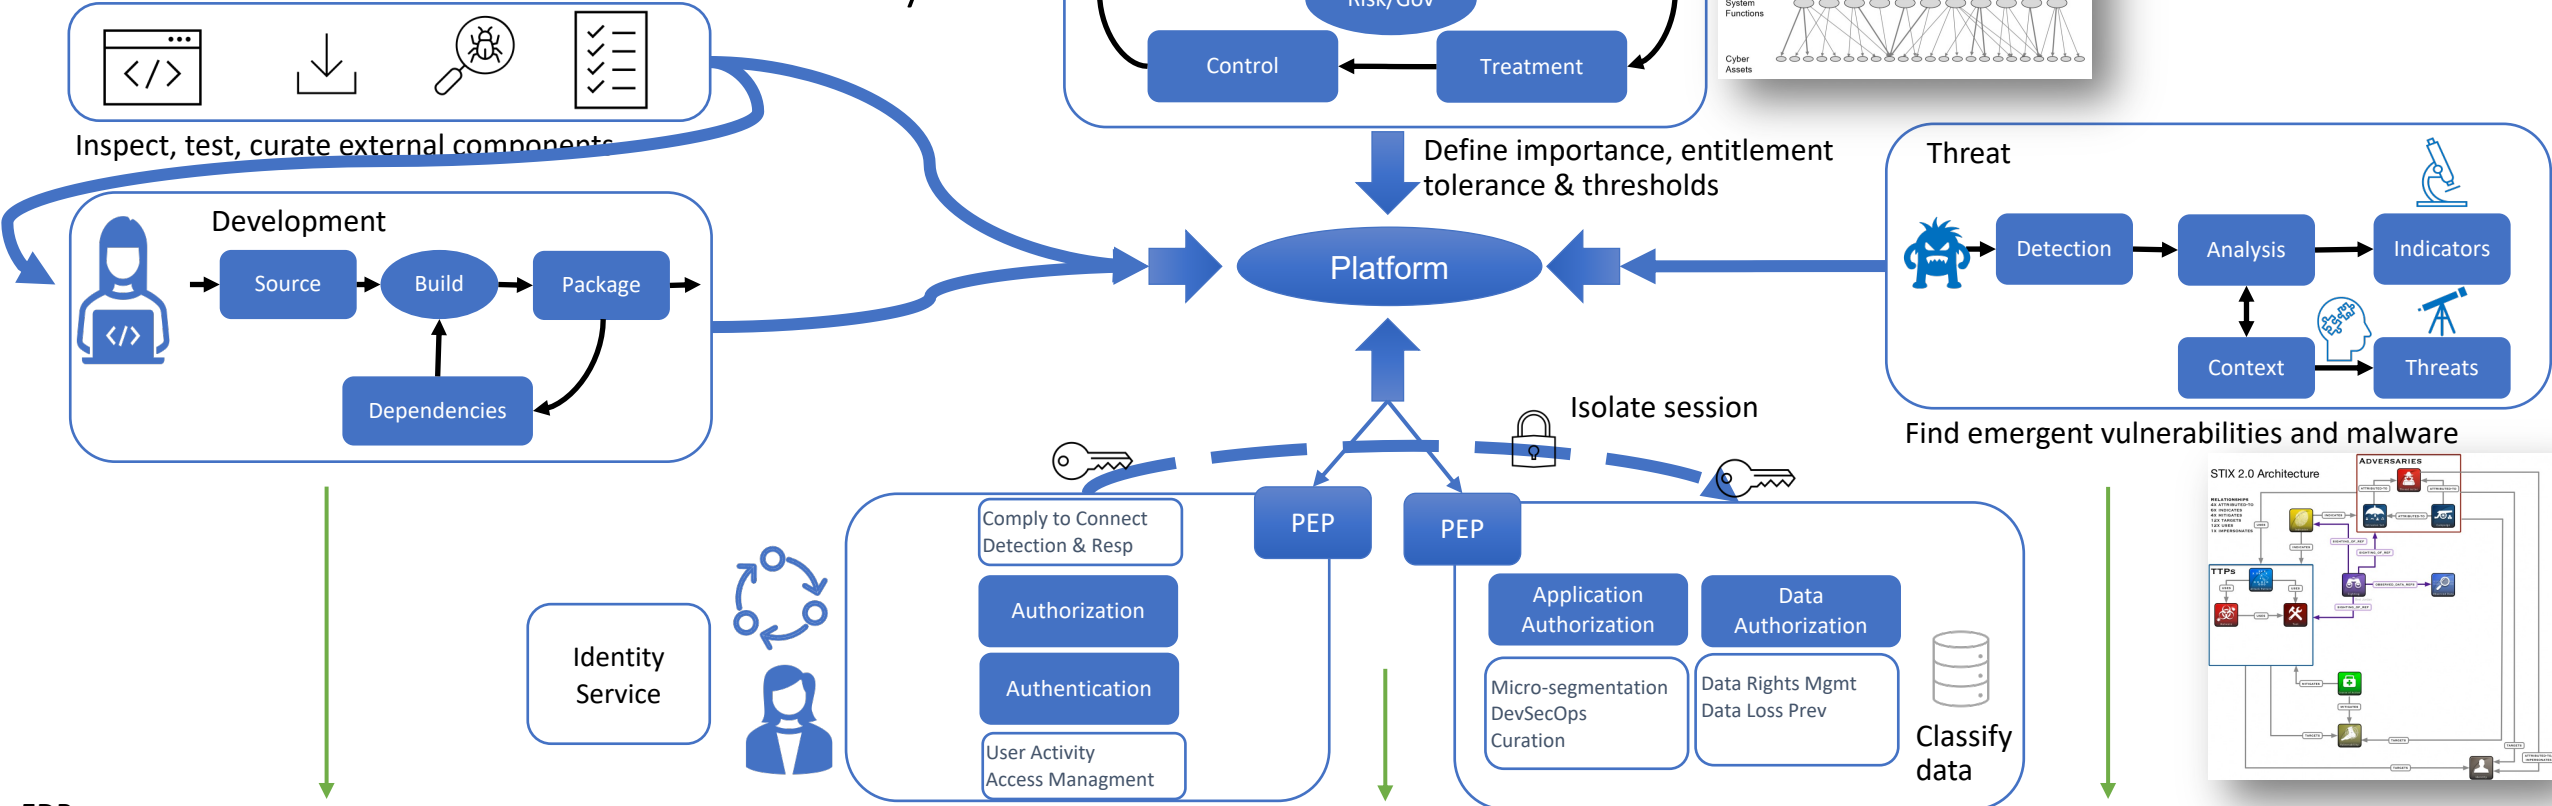 System
Functions
Cyber
Assets
Control
Treatment
</>
Inspect, test, curate external components
Define importance, entitlement
tolerance & thresholds
Threat
Detection
Analysis
Indicators
Context
Threats
Find emergent vulnerabilities and malware
Development
Source
Build
Package
Dependencies
</>
Platform
Isolate session
PEP
PEP
Comply to Connect
Detection & Resp
Authorization
Authentication
User Activity
Access Managment
Identity
Service
Application
Authorization
Data
Authorization
Micro-segmentation
DevSecOps
Curation
Data Rights Mgmt
Data Loss Prev
Classify
data
STIX 2.0 Architecture
ADVERSARIES
RELATIONSHIPS
TTPs